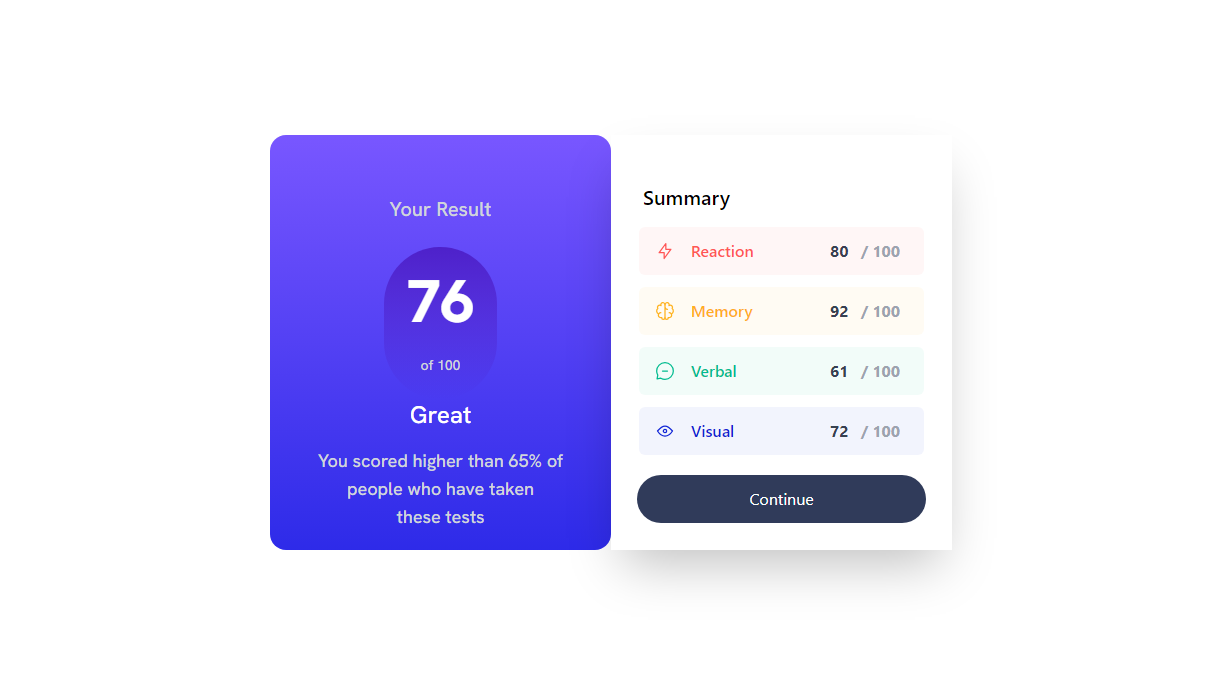 Your Result
76
of 100
Great
You scored higher than 65% of
people who have taken
these tests
Summary
Reaction 80 / 100
Memory 92 / 100
Verbal 61 / 100
Visual 72 / 100
Continue